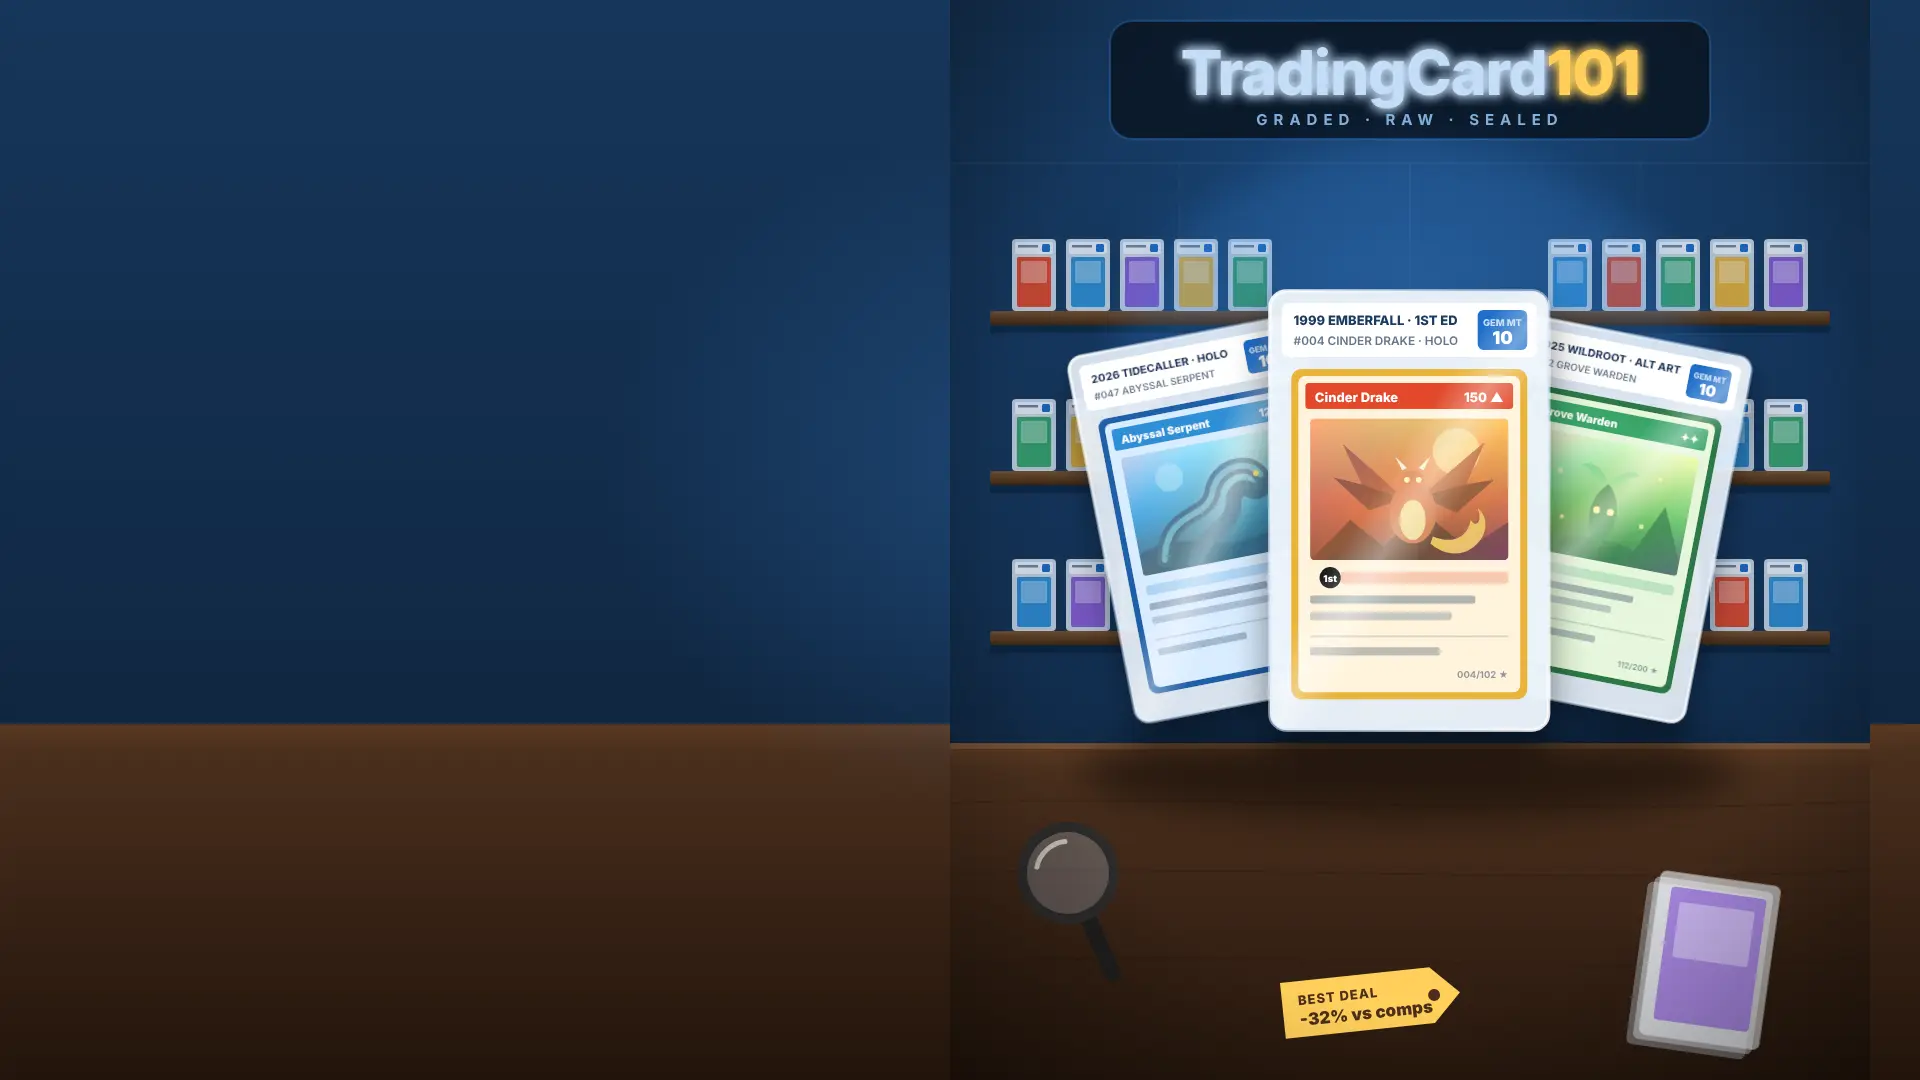 TradingCard101
GRADED · RAW · SEALED
2026 TIDECALLER · HOLO
#047 ABYSSAL SERPENT
GEM
Abyssal Serpent
1999 EMBERFALL · 1ST ED
#004 CINDER DRAKE · HOLO
GEM MT
10
Cinder Drake 150 ▲
1st
004/102 ★
WILDROOT · ALT ART
GROVE WARDEN
GEM MT
10
Warden
112/200 ★
BEST DEAL
-32% vs comps